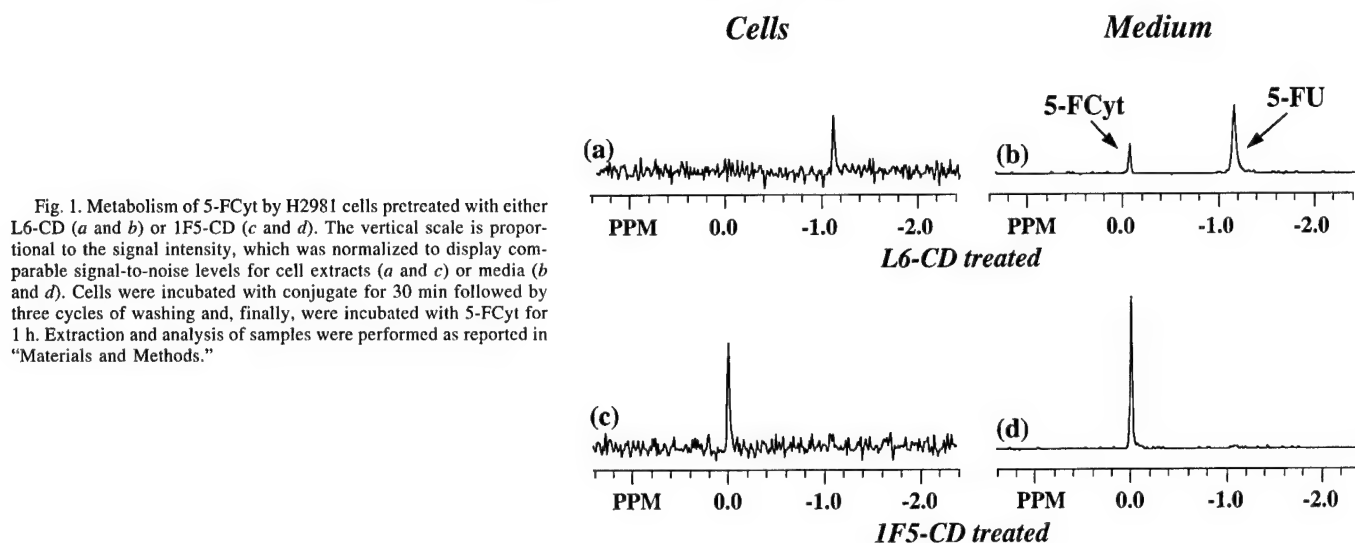 Fig. 1. Metabolism of 5-FCyt by H2981 cells pretreated with either
L6-CD (a and b) or 1F5-CD (c and d). The vertical scale is propor-
tional to the signal intensity, which was normalized to display com-
parable signal-to-noise levels for cell extracts (a and c) or media (b
and d). Cells were incubated with conjugate for 30 min followed by
three cycles of washing and, finally, were incubated with 5-FCyt for
1 h. Extraction and analysis of samples were performed as reported in
“Materials and Methods.”
Cells Medium
5-FCyt 5-FU
(a) (b)
PPM 0.0 -1.0 -2.0 PPM 0.0 -1.0 -2.0
L6-CD treated
(c) (d)
PPM 0.0 -1.0 -2.0 PPM 0.0 -1.0 -2.0
1F5-CD treated